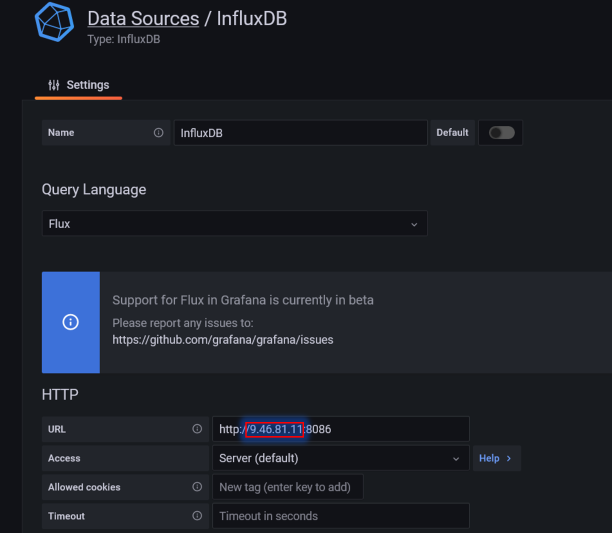 Data Sources / InfluxDB
Type: InfluxDB
Settings
Name InfluxDB Default
Query Language
Flux
Support for Flux in Grafana is currently in beta
Please report any issues to:
https://github.com/grafana/grafana/issues
HTTP
URL http://9.46.81.11:8086
Access Server (default) Help >
Allowed cookies New tag (enter key to add)
Timeout Timeout in seconds